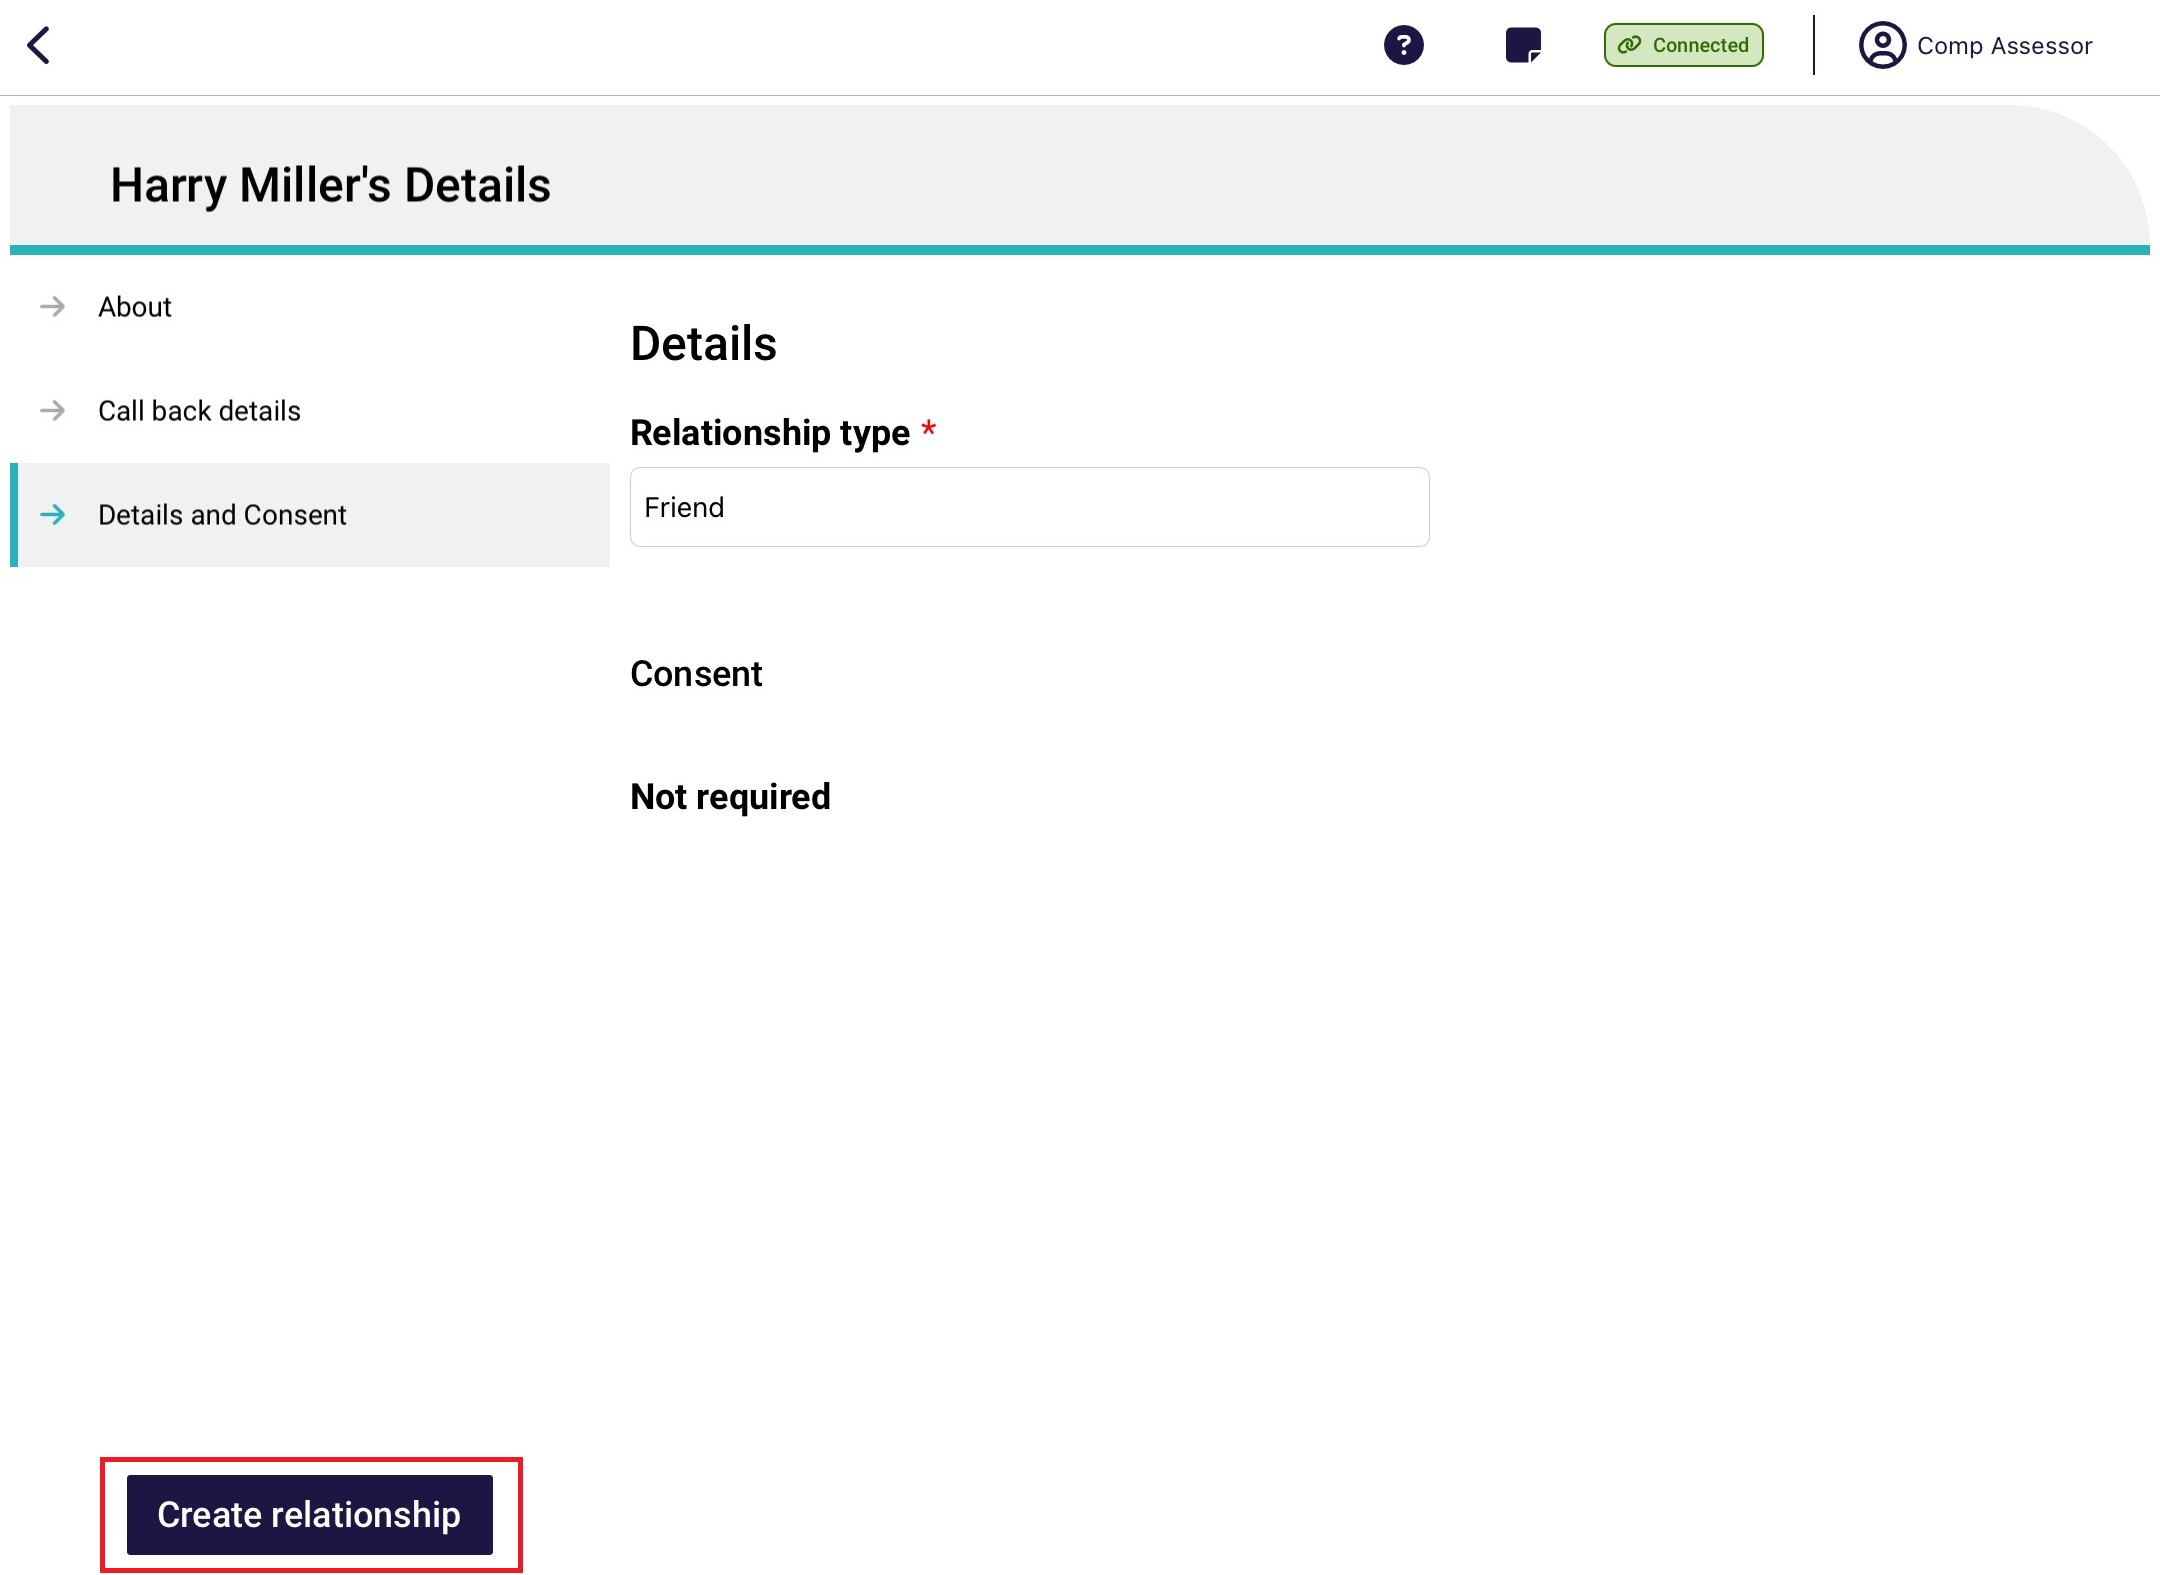 ?
Connected
Comp Assessor
Harry Miller's Details
About
Call back details
Details and Consent
Details
Relationship type *
Friend
Consent
Not required
Create relationship